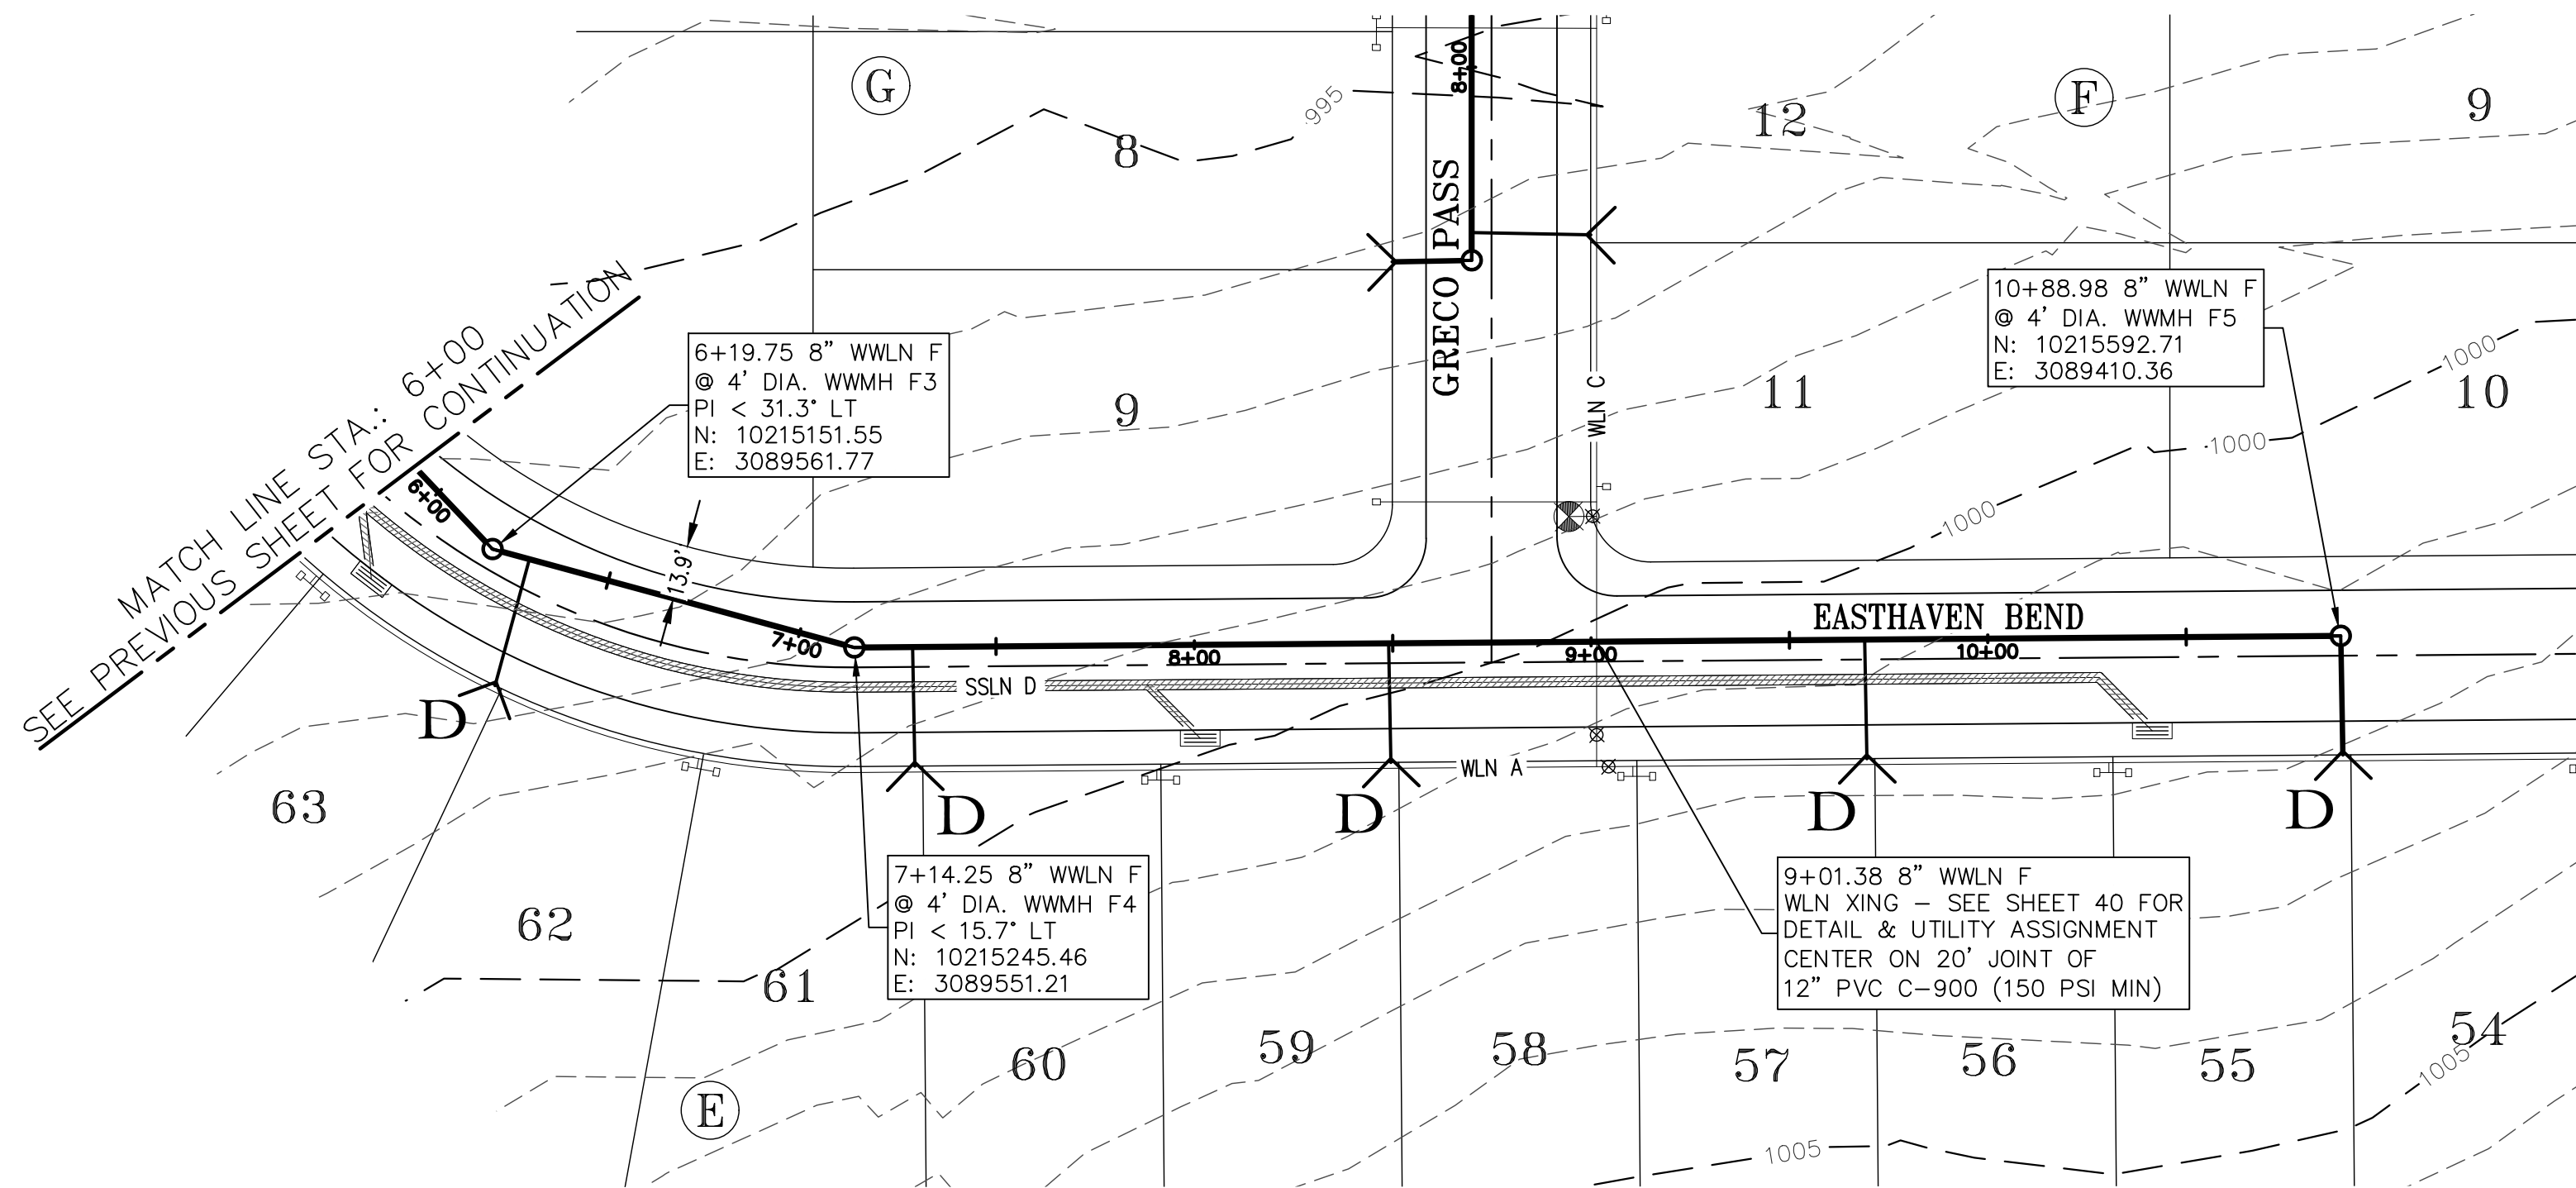 G
8
995
8+00
12
F
9
GRECO PASS
MATCH LINE STA.: 6+00
SEE PREVIOUS SHEET FOR CONTINUATION
6+19.75 8" WWLN F
@ 4' DIA. WWMH F3
PI < 31.3° LT
N: 10215151.55
E: 3089561.77
9
WLN C
11
10+88.98 8" WWLN F
@ 4' DIA. WWMH F5
N: 10215592.71
E: 3089410.36
1000
1000
1000
10
6+00
13.9'
7+00
8+00
9+00
10+00
EASTHAVEN BEND
SSLN D
WLN A
D
D
D
D
D
63
62
61
7+14.25 8" WWLN F
@ 4' DIA. WWMH F4
PI < 15.7° LT
N: 10215245.46
E: 3089551.21
9+01.38 8" WWLN F
WLN XING – SEE SHEET 40 FOR
DETAIL & UTILITY ASSIGNMENT
CENTER ON 20' JOINT OF
12" PVC C-900 (150 PSI MIN)
60
59
58
57
56
55
54
1005
1005
E